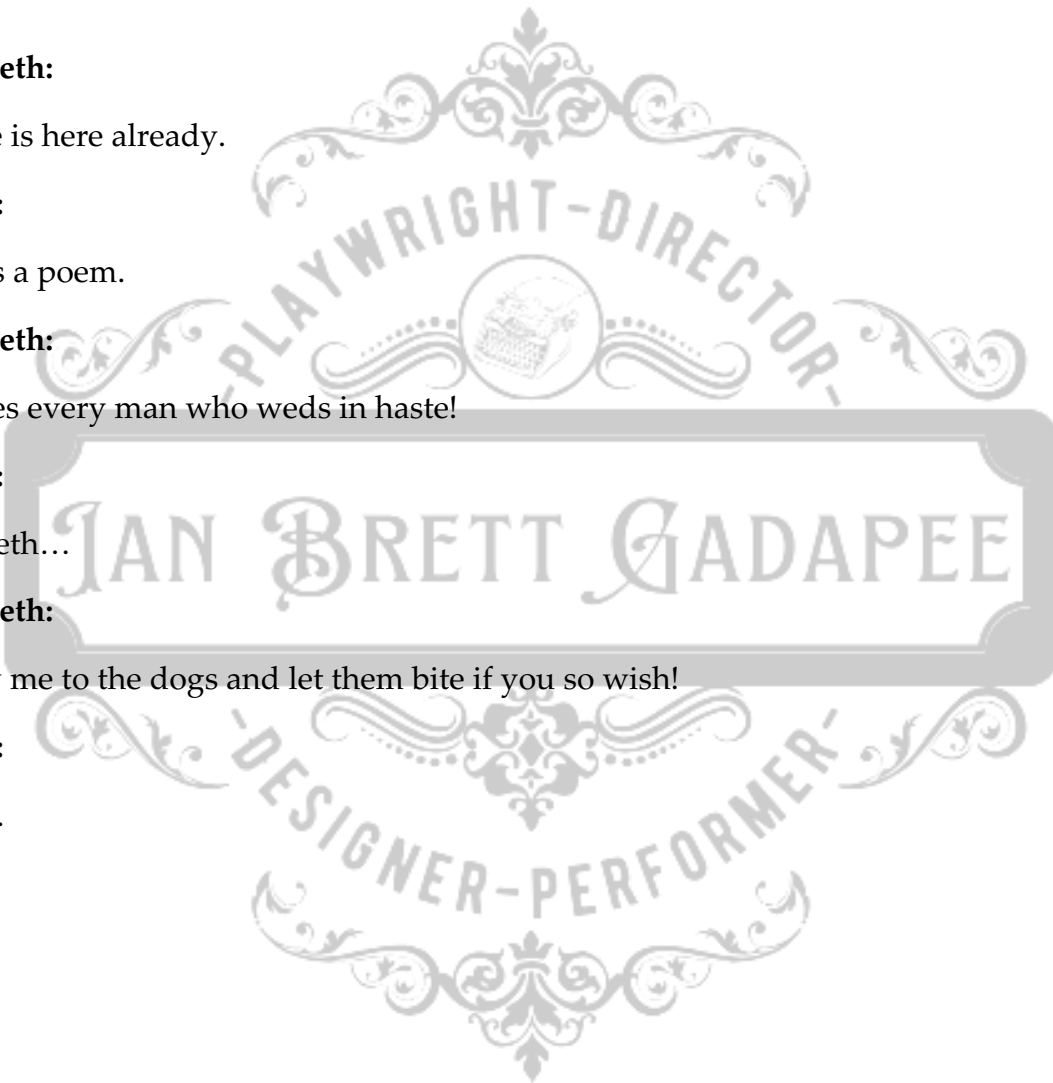 eth:
e is here already.
:
s a poem.
eth:
es every man who weds in haste!
:
eth…
eth:
me to the dogs and let them bite if you so wish!
:
.
-PLAYWRIGHT-DIRECTOR-
JAN BRETT GADAPEE
-DESIGNER-PERFORMER-